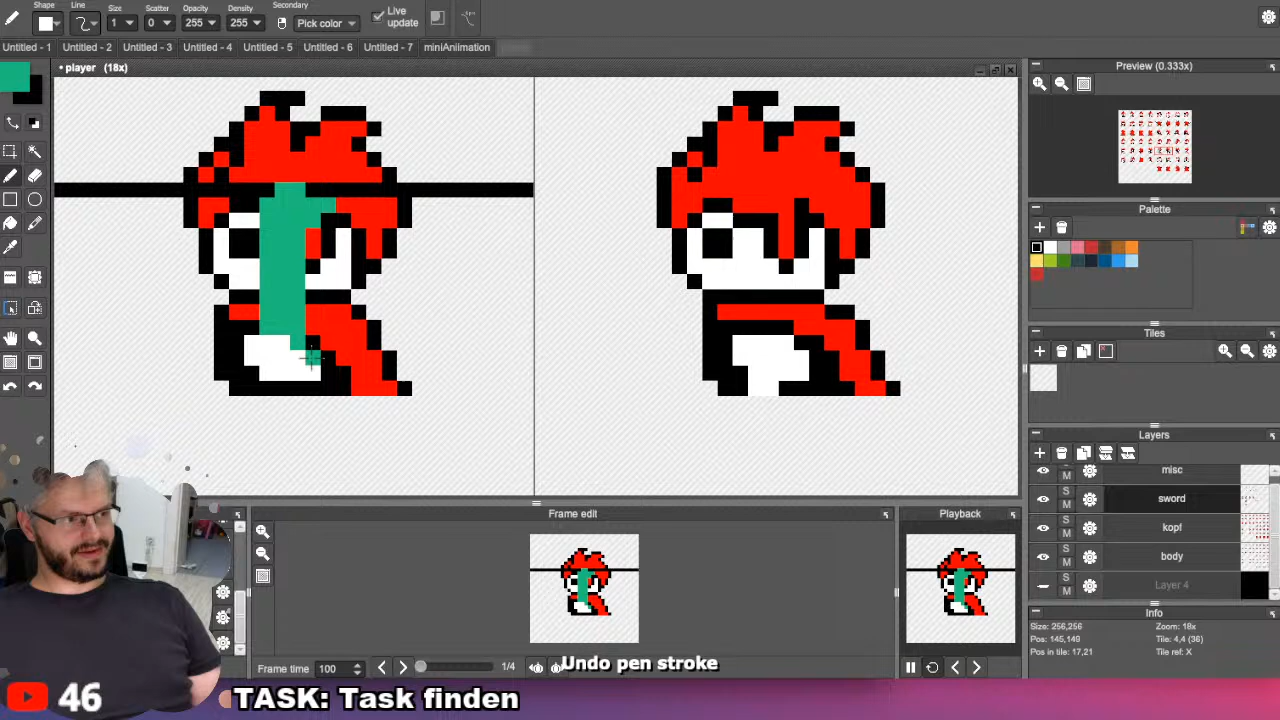 Shape Line Size Scatter Opacity Density
1 0 255 255 Pick color Live update
Untitled - 1 Untitled - 2 Untitled - 3 Untitled - 4 Untitled - 5 Untitled - 6 Untitled - 7 miniAnimation
• player (18x)
Preview (0.333x)
Palette
Tiles
Layers
misc
S
M
sword
S
M
kopf
S
M
body
S
M
Layer 4
Info
Size: 256,256 Zoom: 18x
Pos: 145,149 Tile: 4,4 (36)
Pos in tile: 17,21 Tile ref: X
Frame edit
Playback
Frame time 100 1/4
Undo pen stroke
46 TASK: Task finden